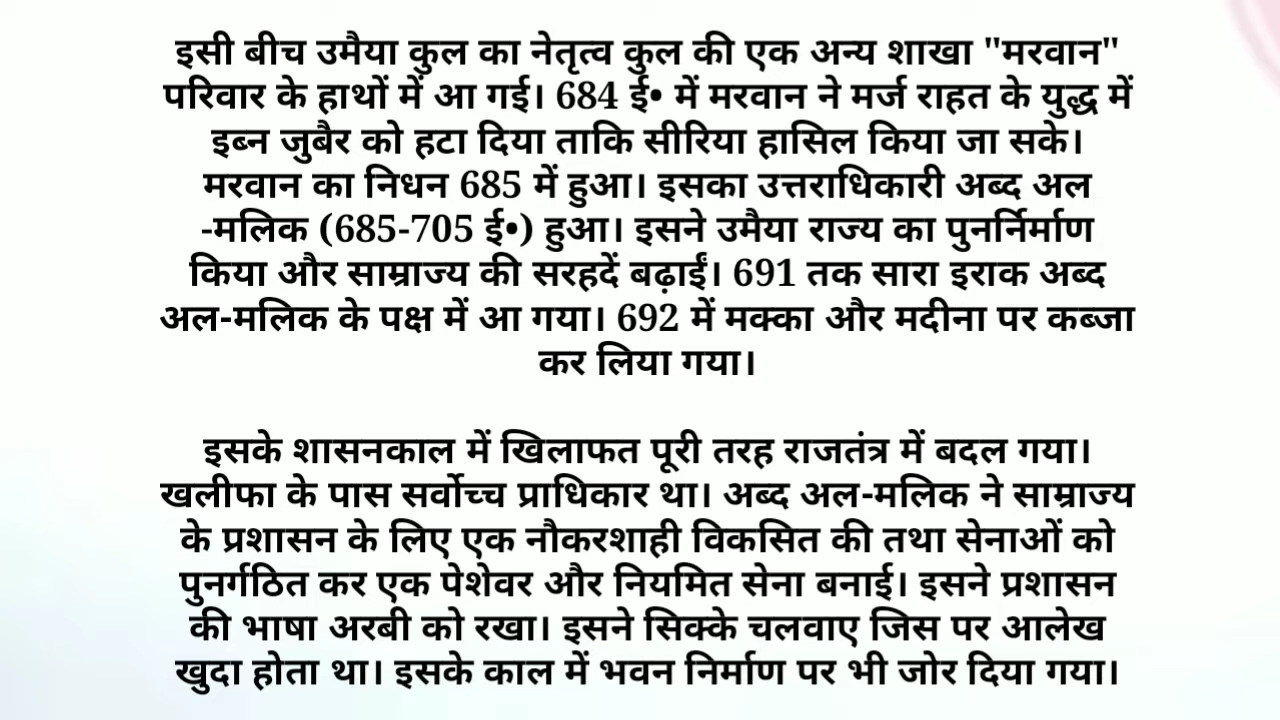 इसी बीच उमैया कुल का नेतृत्व कुल की एक अन्य शाखा "मरवान"
परिवार के हाथों में आ गई। 684 ई• में मरवान ने मर्ज राहत के युद्ध में
इब्न जुबैर को हटा दिया ताकि सीरिया हासिल किया जा सके।
मरवान का निधन 685 में हुआ। इसका उत्तराधिकारी अब्द अल
-मलिक (685-705 ई•) हुआ। इसने उमैया राज्य का पुनर्निर्माण
किया और साम्राज्य की सरहदें बढ़ाईं। 691 तक सारा इराक अब्द
अल-मलिक के पक्ष में आ गया। 692 में मक्का और मदीना पर कब्जा
कर लिया गया।
इसके शासनकाल में खिलाफत पूरी तरह राजतंत्र में बदल गया।
खलीफा के पास सर्वोच्च प्राधिकार था। अब्द अल-मलिक ने साम्राज्य
के प्रशासन के लिए एक नौकरशाही विकसित की तथा सेनाओं को
पुनर्गठित कर एक पेशेवर और नियमित सेना बनाई। इसने प्रशासन
की भाषा अरबी को रखा। इसने सिक्के चलवाए जिस पर आलेख
खुदा होता था। इसके काल में भवन निर्माण पर भी जोर दिया गया।